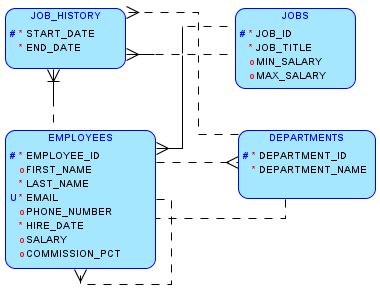 JOB_HISTORY
# * START_DATE
* END_DATE
JOBS
# * JOB_ID
* JOB_TITLE
o MIN_SALARY
o MAX_SALARY
EMPLOYEES
# * EMPLOYEE_ID
o FIRST_NAME
* LAST_NAME
U * EMAIL
o PHONE_NUMBER
* HIRE_DATE
o SALARY
o COMMISSION_PCT
DEPARTMENTS
# * DEPARTMENT_ID
* DEPARTMENT_NAME